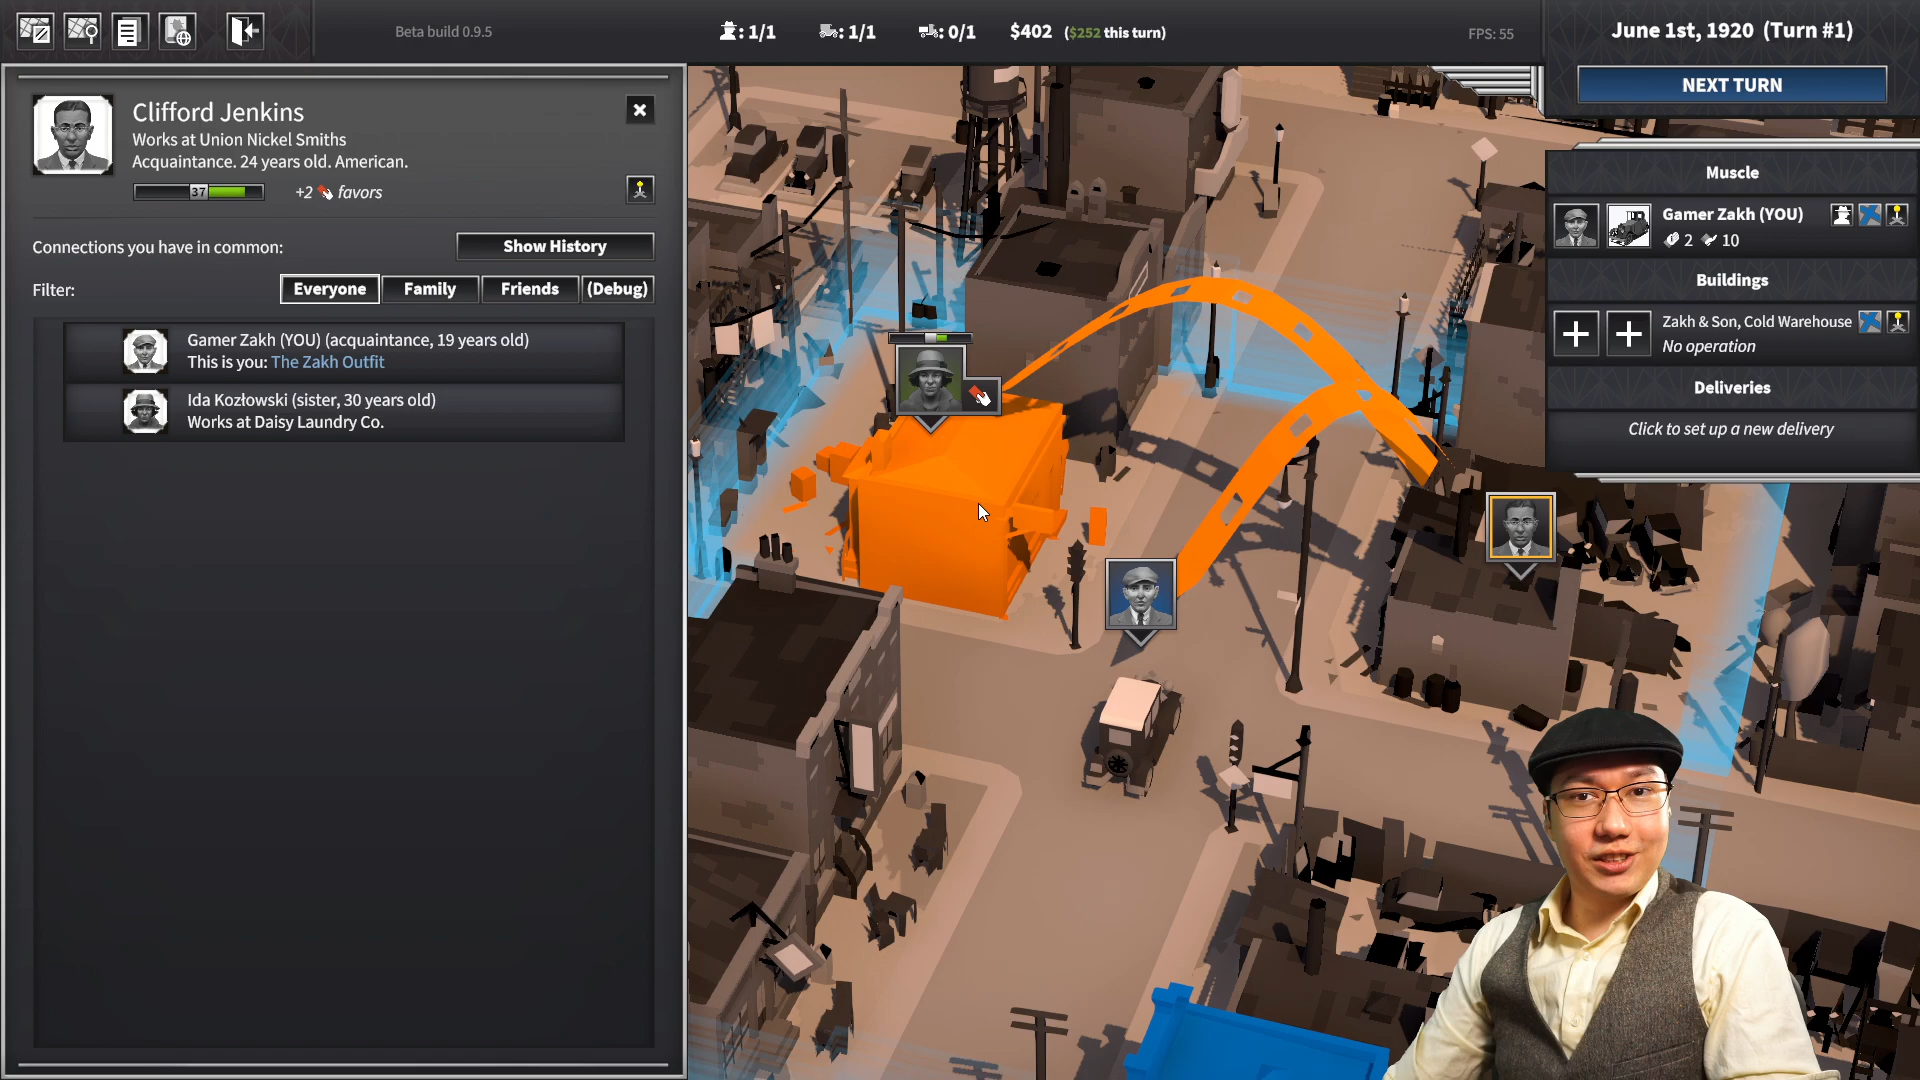 Beta build 0.9.5
: 1/1
: 1/1
: 0/1
$402 ($252 this turn)
FPS: 55
June 1st, 1920 (Turn #1)
NEXT TURN
Clifford Jenkins
Works at Union Nickel Smiths
Acquaintance. 24 years old. American.
37
+2 favors
Connections you have in common:
Show History
Filter:
Everyone
Family
Friends
(Debug)
Gamer Zakh (YOU) (acquaintance, 19 years old)
This is you: The Zakh Outfit
Ida Kozłowski (sister, 30 years old)
Works at Daisy Laundry Co.
Muscle
Gamer Zakh (YOU)
2 10
Buildings
Zakh & Son, Cold Warehouse
No operation
Deliveries
Click to set up a new delivery